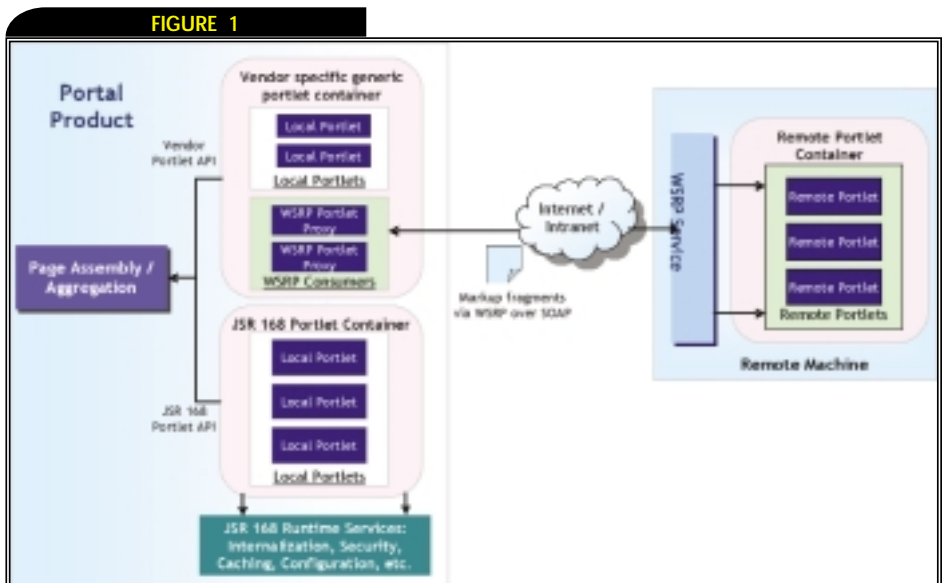 FIGURE 1
Portal
Product
Vendor specific generic
portlet container
Local Portlet
Local Portlet
Local Portlets
Vendor
Portlet API
WSRP Portlet
Proxy
WSRP Portlet
Proxy
WSRP Consumers
Page Assembly /
Aggregation
JSR 168 Portlet Container
Local Portlet
Local Portlet
Local Portlet
Local Portlets
JSR 168
Portlet API
JSR 168 Runtime Services:
Internalization, Security,
Caching, Configuration, etc.
Internet /
Intranet
Markup fragments
via WSRP over SOAP
WSRP Service
Remote Portlet
Container
Remote Portlet
Remote Portlet
Remote Portlet
Remote Portlets
Remote Machine